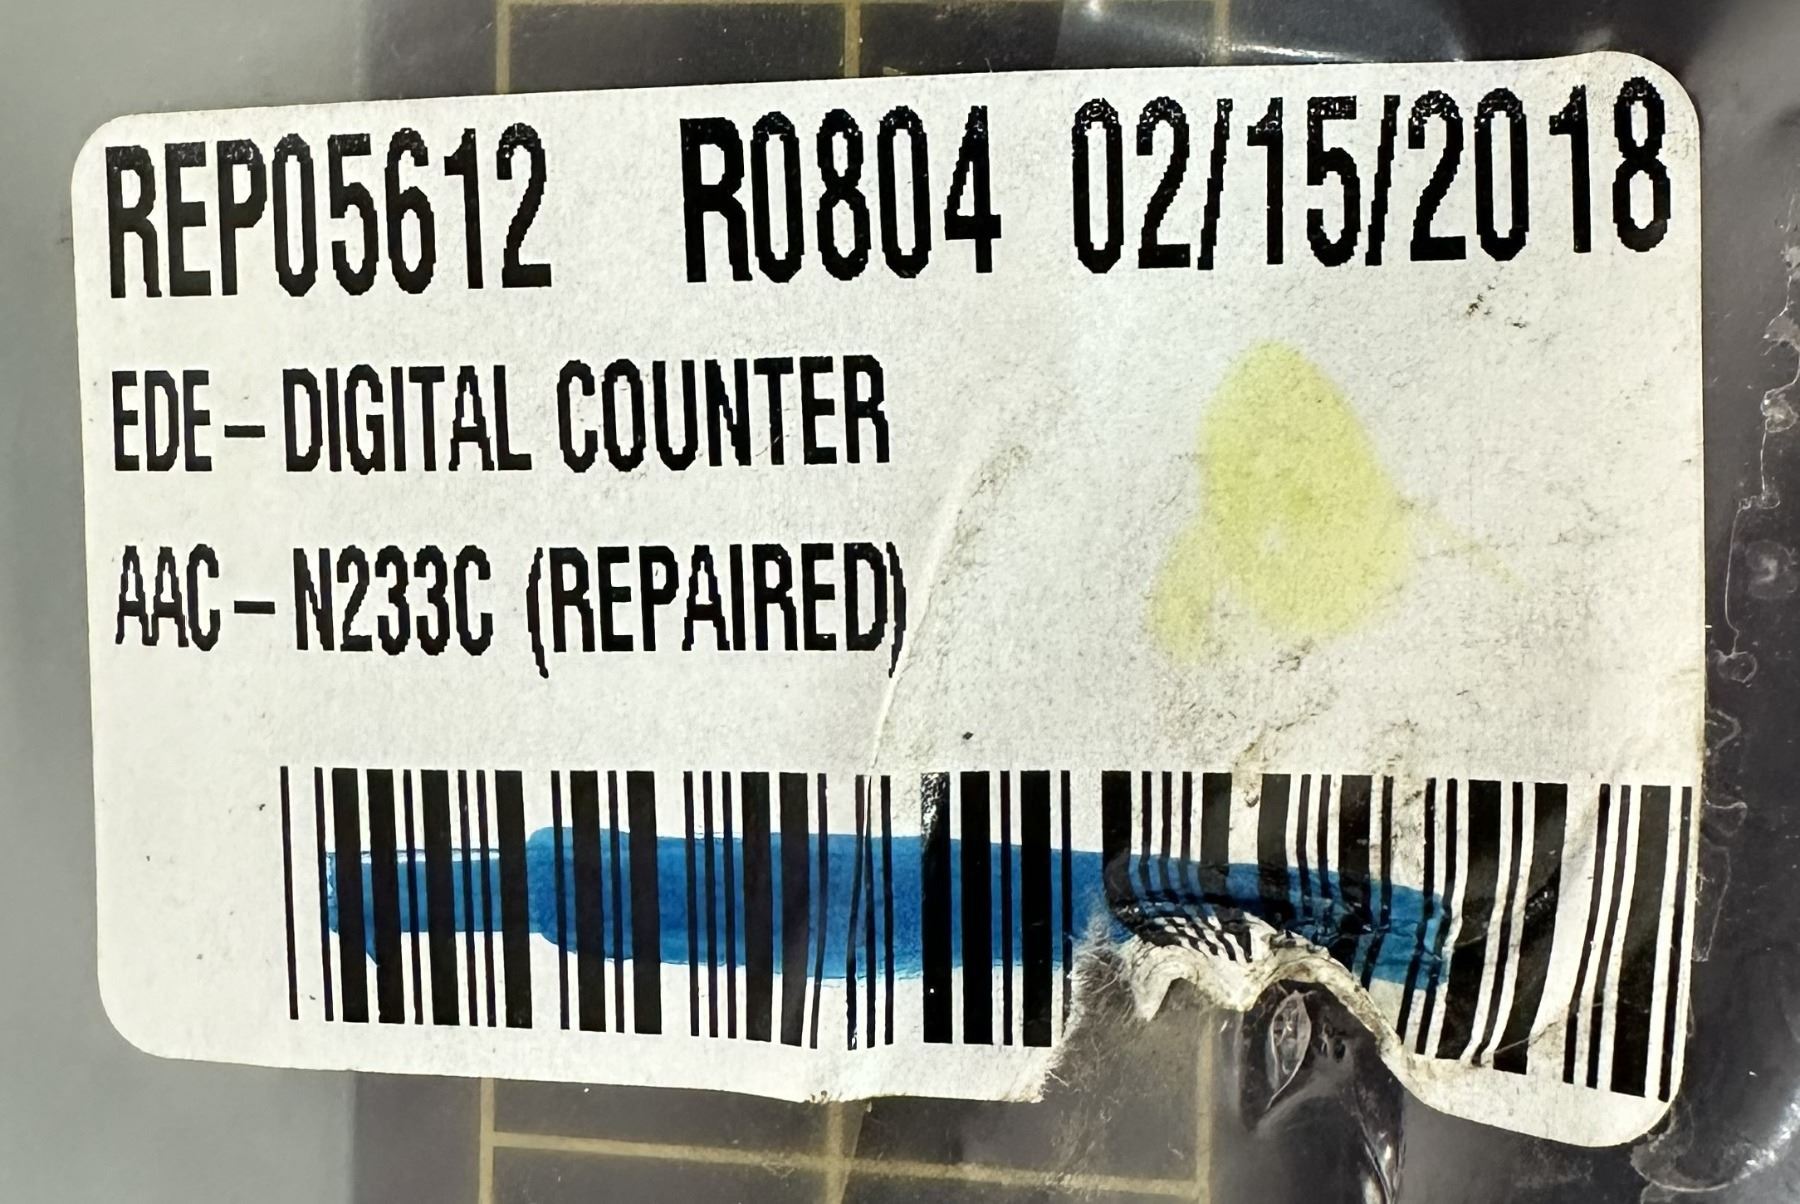 REP05612 R0804 02/15/2018
EDE-DIGITAL COUNTER
AAC-N233C (REPAIRED)